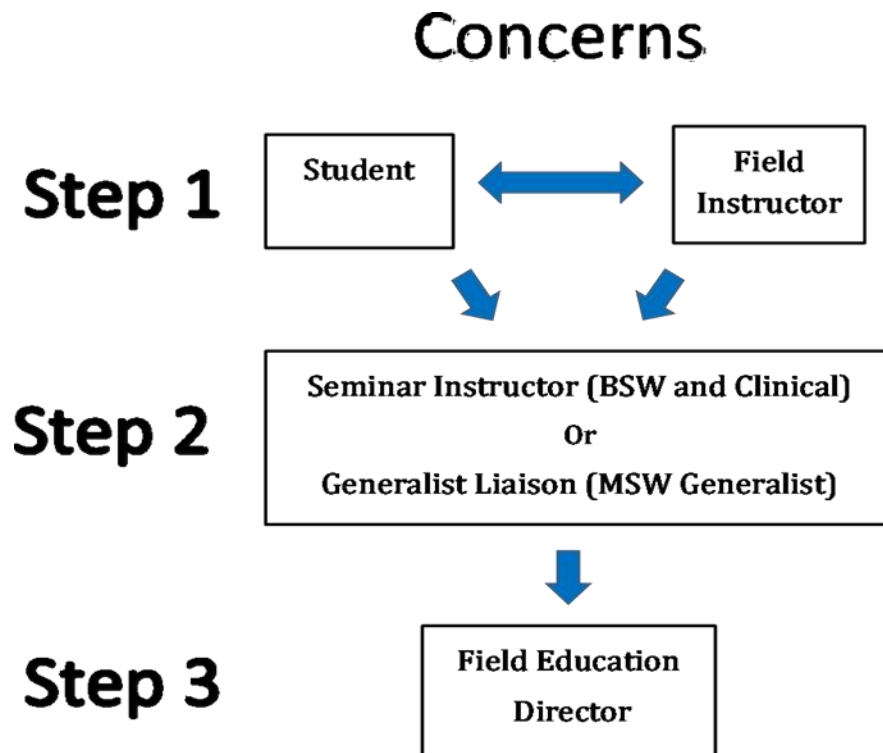 Concerns
Step 1
Student
Field
Instructor
Step 2
Seminar Instructor (BSW and Clinical)
Or
Generalist Liaison (MSW Generalist)
Step 3
Field Education
Director